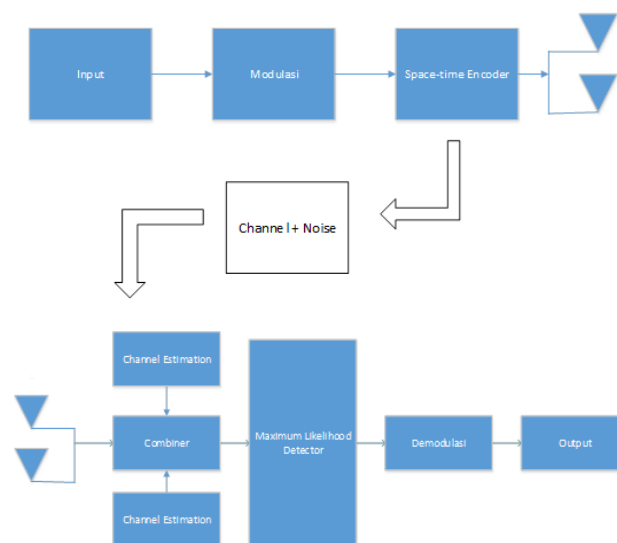 Input
Modulasi
Space-time Encoder
Channel + Noise
Channel Estimation
Combiner
Channel Estimation
Maximum Likelihood
Detector
Demodulasi
Output